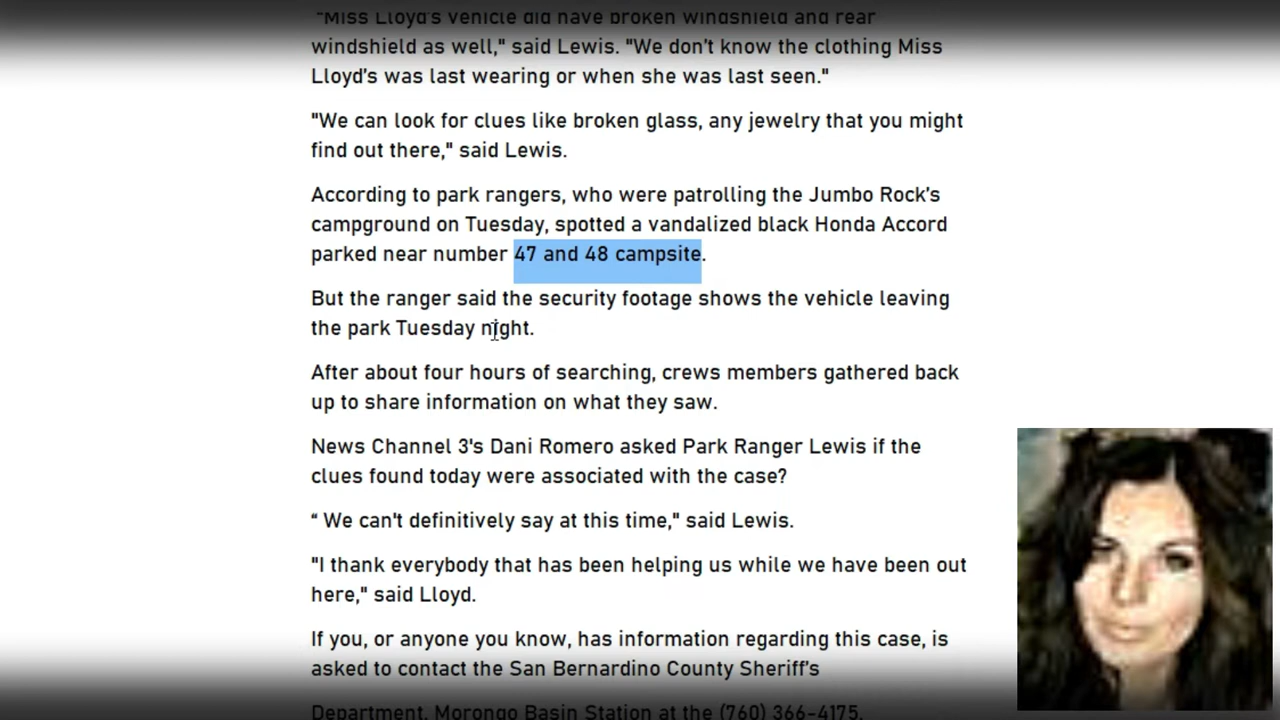 "Miss Lloyd's vehicle did have broken windshield and rear
windshield as well," said Lewis. "We don't know the clothing Miss
Lloyd's was last wearing or when she was last seen."
"We can look for clues like broken glass, any jewelry that you might
find out there," said Lewis.
According to park rangers, who were patrolling the Jumbo Rock's
campground on Tuesday, spotted a vandalized black Honda Accord
parked near number 47 and 48 campsite.
But the ranger said the security footage shows the vehicle leaving
the park Tuesday night.
After about four hours of searching, crews members gathered back
up to share information on what they saw.
News Channel 3's Dani Romero asked Park Ranger Lewis if the
clues found today were associated with the case?
“ We can't definitively say at this time," said Lewis.
"I thank everybody that has been helping us while we have been out
here," said Lloyd.
If you, or anyone you know, has information regarding this case, is
asked to contact the San Bernardino County Sheriff's
Department, Morongo Basin Station at the (760) 366-4175.